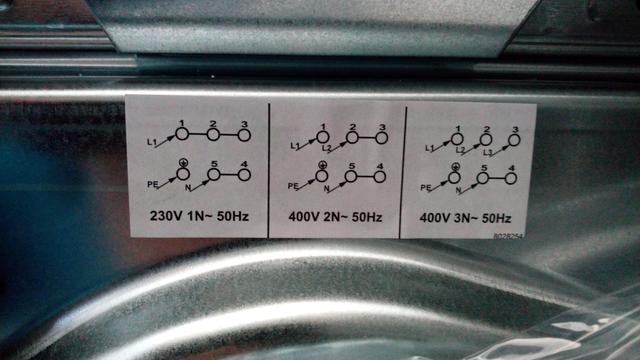 1 2 3
L1
PE N 5 4
230V 1N~ 50Hz
1 2 3
L1 L2
PE N 5 4
400V 2N~ 50Hz
1 2 3
L1 L2 L3
PE N 5 4
400V 3N~ 50Hz
8028254